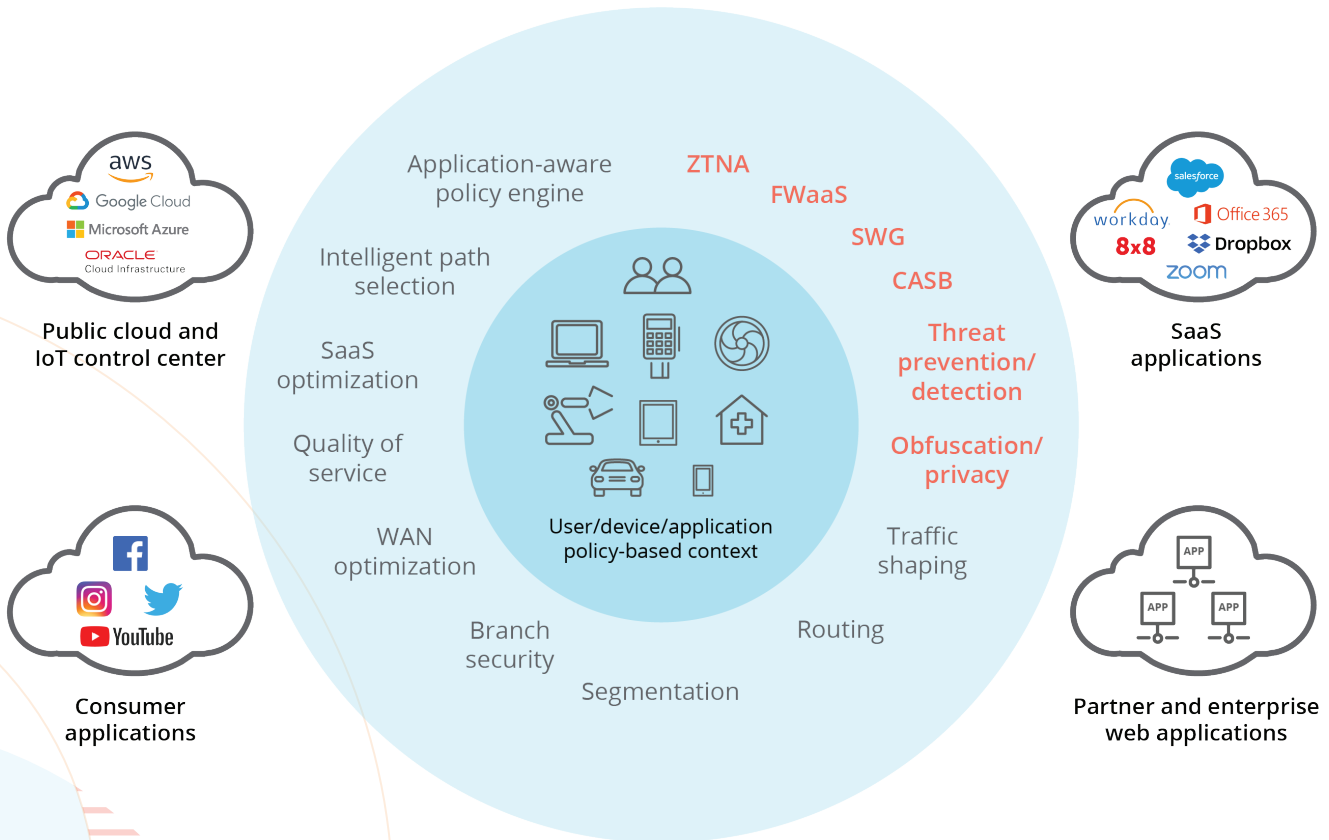 aws
Google Cloud
Microsoft Azure
ORACLE
Cloud Infrastructure
Public cloud and
IoT control center
YouTube
Consumer
applications
Application-aware
policy engine
Intelligent path
selection
SaaS
optimization
Quality of
service
WAN
optimization
Branch
security
Segmentation
Routing
Traffic
shaping
ZTNA
FWaaS
SWG
CASB
Threat
prevention/
detection
Obfuscation/
privacy
User/device/application
policy-based context
salesforce
workday.
Office 365
8x8
Dropbox
zoom
SaaS
applications
APP
APP
APP
Partner and enterprise
web applications